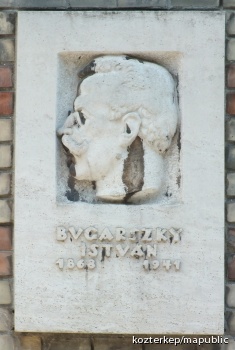 BUGARSZKY
ISTVÁN
1868 1941
kozterkep/mapublic